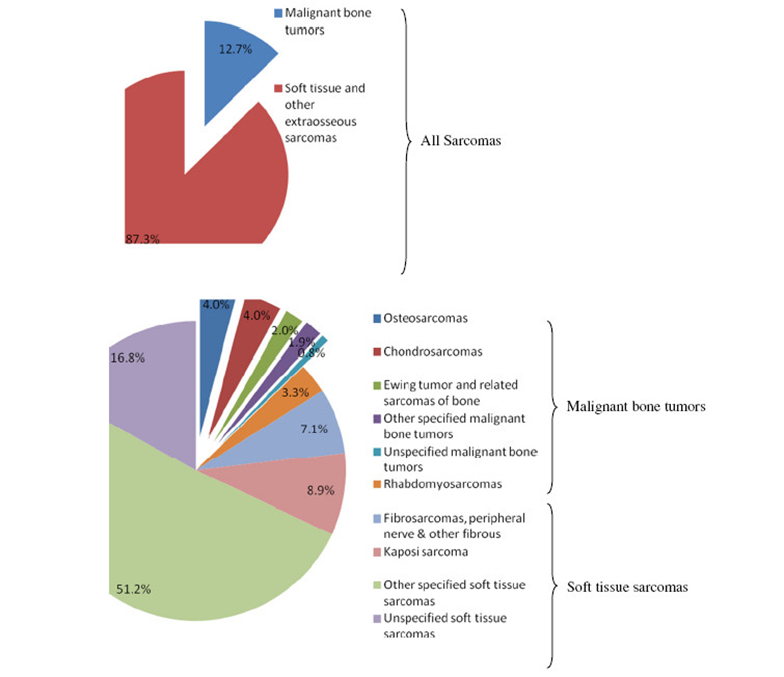 Malignant bone
tumors
12.7%
Soft tissue and
other
extraosseous
sarcomas
All Sarcomas
87.3%
4.0%
4.0%
2.0%
1.9%
0.8%
3.3%
7.1%
8.9%
51.2%
16.8%
Osteosarcomas
Chondrosarcomas
Ewing tumor and related
sarcomas of bone
Other specified malignant
bone tumors
Unspecified malignant bone
tumors
Rhabdomyosarcomas
Malignant bone tumors
Fibrosarcomas, peripheral
nerve & other fibrous
Kaposi sarcoma
Other specified soft tissue
sarcomas
Unspecified soft tissue
sarcomas
Soft tissue sarcomas